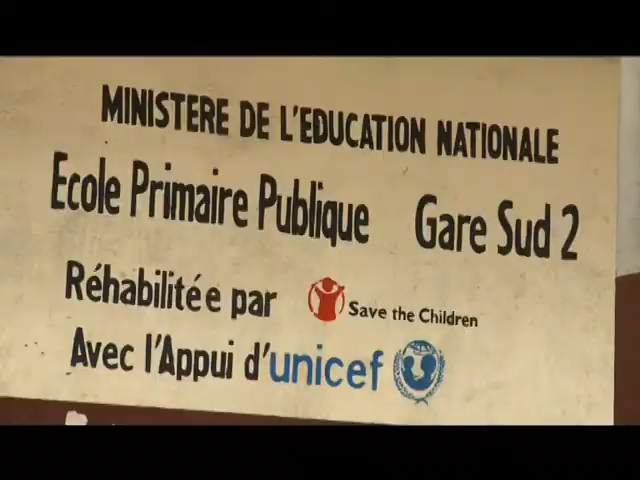 MINISTERE DE L'EDUCATION NATIONALE
Ecole Primaire Publique Gare Sud 2
Réhabilitée par Save the Children
Avec l'Appui d'unicef